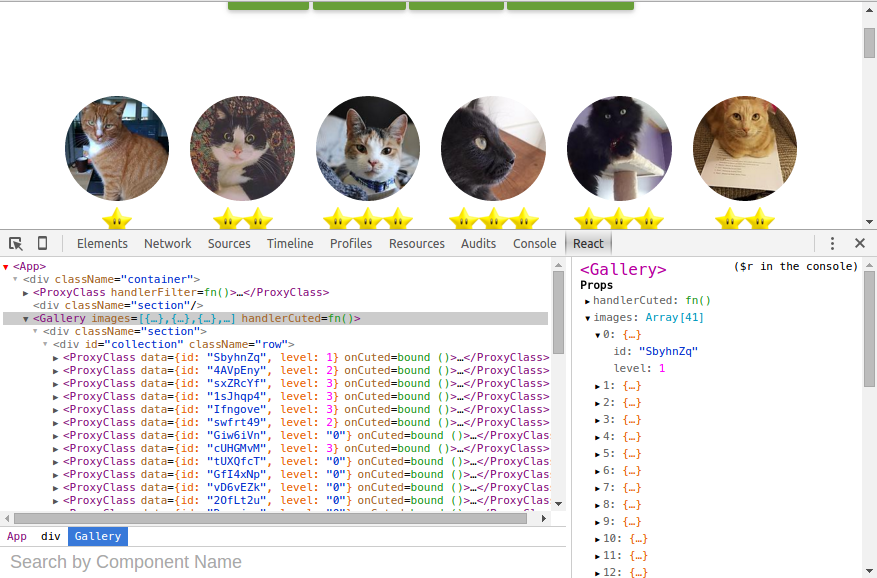 Elements Network Sources Timeline Profiles Resources Audits Console React
<App>
<div className="container">
<ProxyClass handlerFilter=fn()>…</ProxyClass>
<div className="section"/>
<Gallery images=[{…},{…},{…},…] handlerCuted=fn()>
<div className="section">
<div id="collection" className="row">
<ProxyClass data={id: "SbyhnZq", level: 1} onCuted=bound ()>…</ProxyClass>
<ProxyClass data={id: "4AVpEny", level: 2} onCuted=bound ()>…</ProxyClass>
<ProxyClass data={id: "sxZRcYf", level: 3} onCuted=bound ()>…</ProxyClass>
<ProxyClass data={id: "1sJhqp4", level: 3} onCuted=bound ()>…</ProxyClass>
<ProxyClass data={id: "Ifngove", level: 3} onCuted=bound ()>…</ProxyClass>
<ProxyClass data={id: "swfrt49", level: 2} onCuted=bound ()>…</ProxyClass>
<ProxyClass data={id: "Giw6iVn", level: "0"} onCuted=bound ()>…</ProxyClas
<ProxyClass data={id: "cUHGMvM", level: 3} onCuted=bound ()>…</ProxyClass>
<ProxyClass data={id: "tUXQfcT", level: "0"} onCuted=bound ()>…</ProxyClas
<ProxyClass data={id: "GfI4xNp", level: "0"} onCuted=bound ()>…</ProxyClas
<ProxyClass data={id: "vD6vEZk", level: "0"} onCuted=bound ()>…</ProxyClas
<ProxyClass data={id: "2OfLt2u", level: "0"} onCuted=bound ()>…</ProxyClas
App div Gallery
Search by Component Name
<Gallery> ($r in the console)
Props
handlerCuted: fn()
images: Array[41]
0: {…}
id: "SbyhnZq"
level: 1
1: {…}
2: {…}
3: {…}
4: {…}
5: {…}
6: {…}
7: {…}
8: {…}
9: {…}
10: {…}
11: {…}
12: {…}